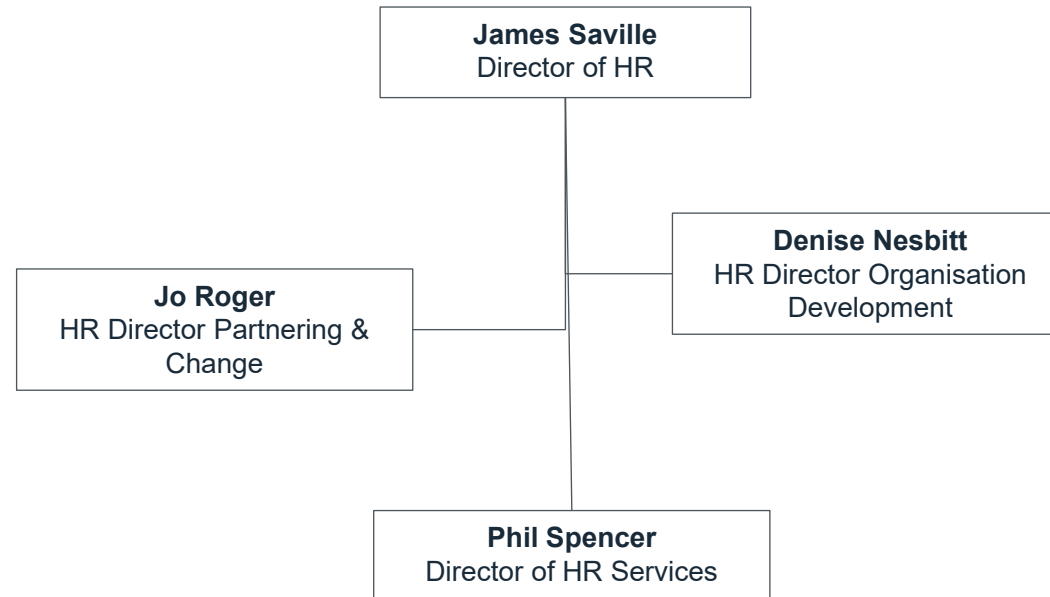 James Saville
Director of HR
Denise Nesbitt
HR Director Organisation
Development
Jo Roger
HR Director Partnering &
Change
Phil Spencer
Director of HR Services